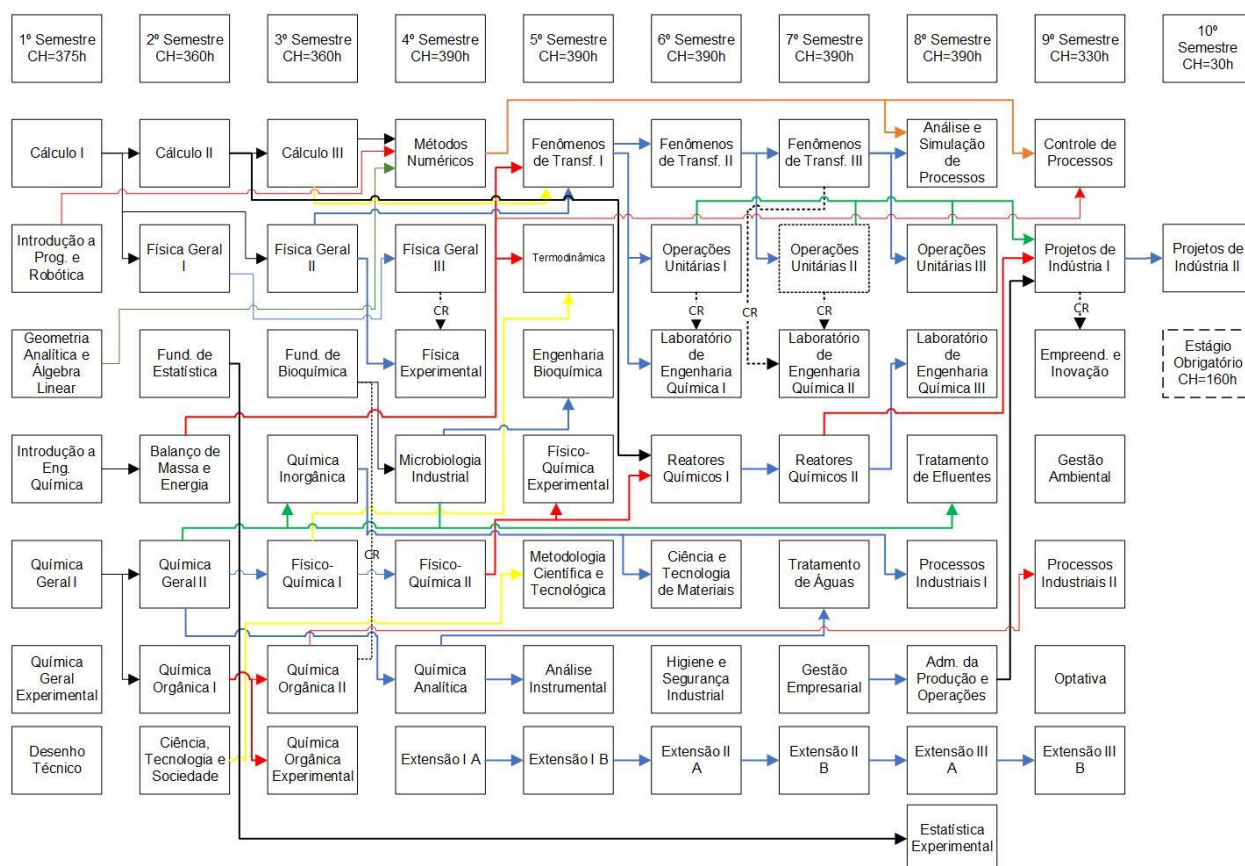 1º Semestre
CH=375h
2º Semestre
CH=360h
3º Semestre
CH=360h
4º Semestre
CH=390h
5º Semestre
CH=390h
6º Semestre
CH=390h
7º Semestre
CH=390h
8º Semestre
CH=390h
9º Semestre
CH=330h
10º
Semestre
CH=30h
Cálculo I
Cálculo II
Cálculo III
Métodos
Numéricos
Fenômenos
de Transf. I
Fenômenos
de Transf. II
Fenômenos
de Transf. III
Análise e
Simulação
de
Processos
Controle de
Processos
Introdução a
Prog. e
Robótica
Física Geral
I
Física Geral
II
Física Geral
III
Termodinâmica
Operações
Unitárias I
Operações
Unitárias II
Operações
Unitárias III
Projetos de
Indústria I
Projetos de
Indústria II
CR
CR
CR
CR
CR
Geometria
Analítica e
Álgebra
Linear
Fund. de
Estatística
Fund. de
Bioquímica
Física
Experimental
Engenharia
Bioquímica
Laboratório
de
Engenharia
Química I
Laboratório
de
Engenharia
Química II
Laboratório
de
Engenharia
Química III
Empreend. e
Inovação
Estágio
Obrigatório
CH=160h
Introdução a
Eng.
Química
Balanço de
Massa e
Energia
Química
Inorgânica
Microbiologia
Industrial
Físico-
Química
Experimental
Reatores
Químicos I
Reatores
Químicos II
Tratamento
de Efluentes
Gestão
Ambiental
CR
Química
Geral I
Química
Geral II
Físico-
Química I
Físico-
Química II
Metodologia
Científica e
Tecnológica
Ciência e
Tecnologia
de Materiais
Tratamento
de Águas
Processos
Industriais I
Processos
Industriais II
Química
Geral
Experimental
Química
Orgânica I
Química
Orgânica II
Química
Analítica
Análise
Instrumental
Higiene e
Segurança
Industrial
Gestão
Empresarial
Adm. da
Produção e
Operações
Optativa
Desenho
Técnico
Ciência,
Tecnologia e
Sociedade
Química
Orgânica
Experimental
Extensão I A
Extensão I B
Extensão II
A
Extensão II
B
Extensão III
A
Extensão III
B
Estatística
Experimental